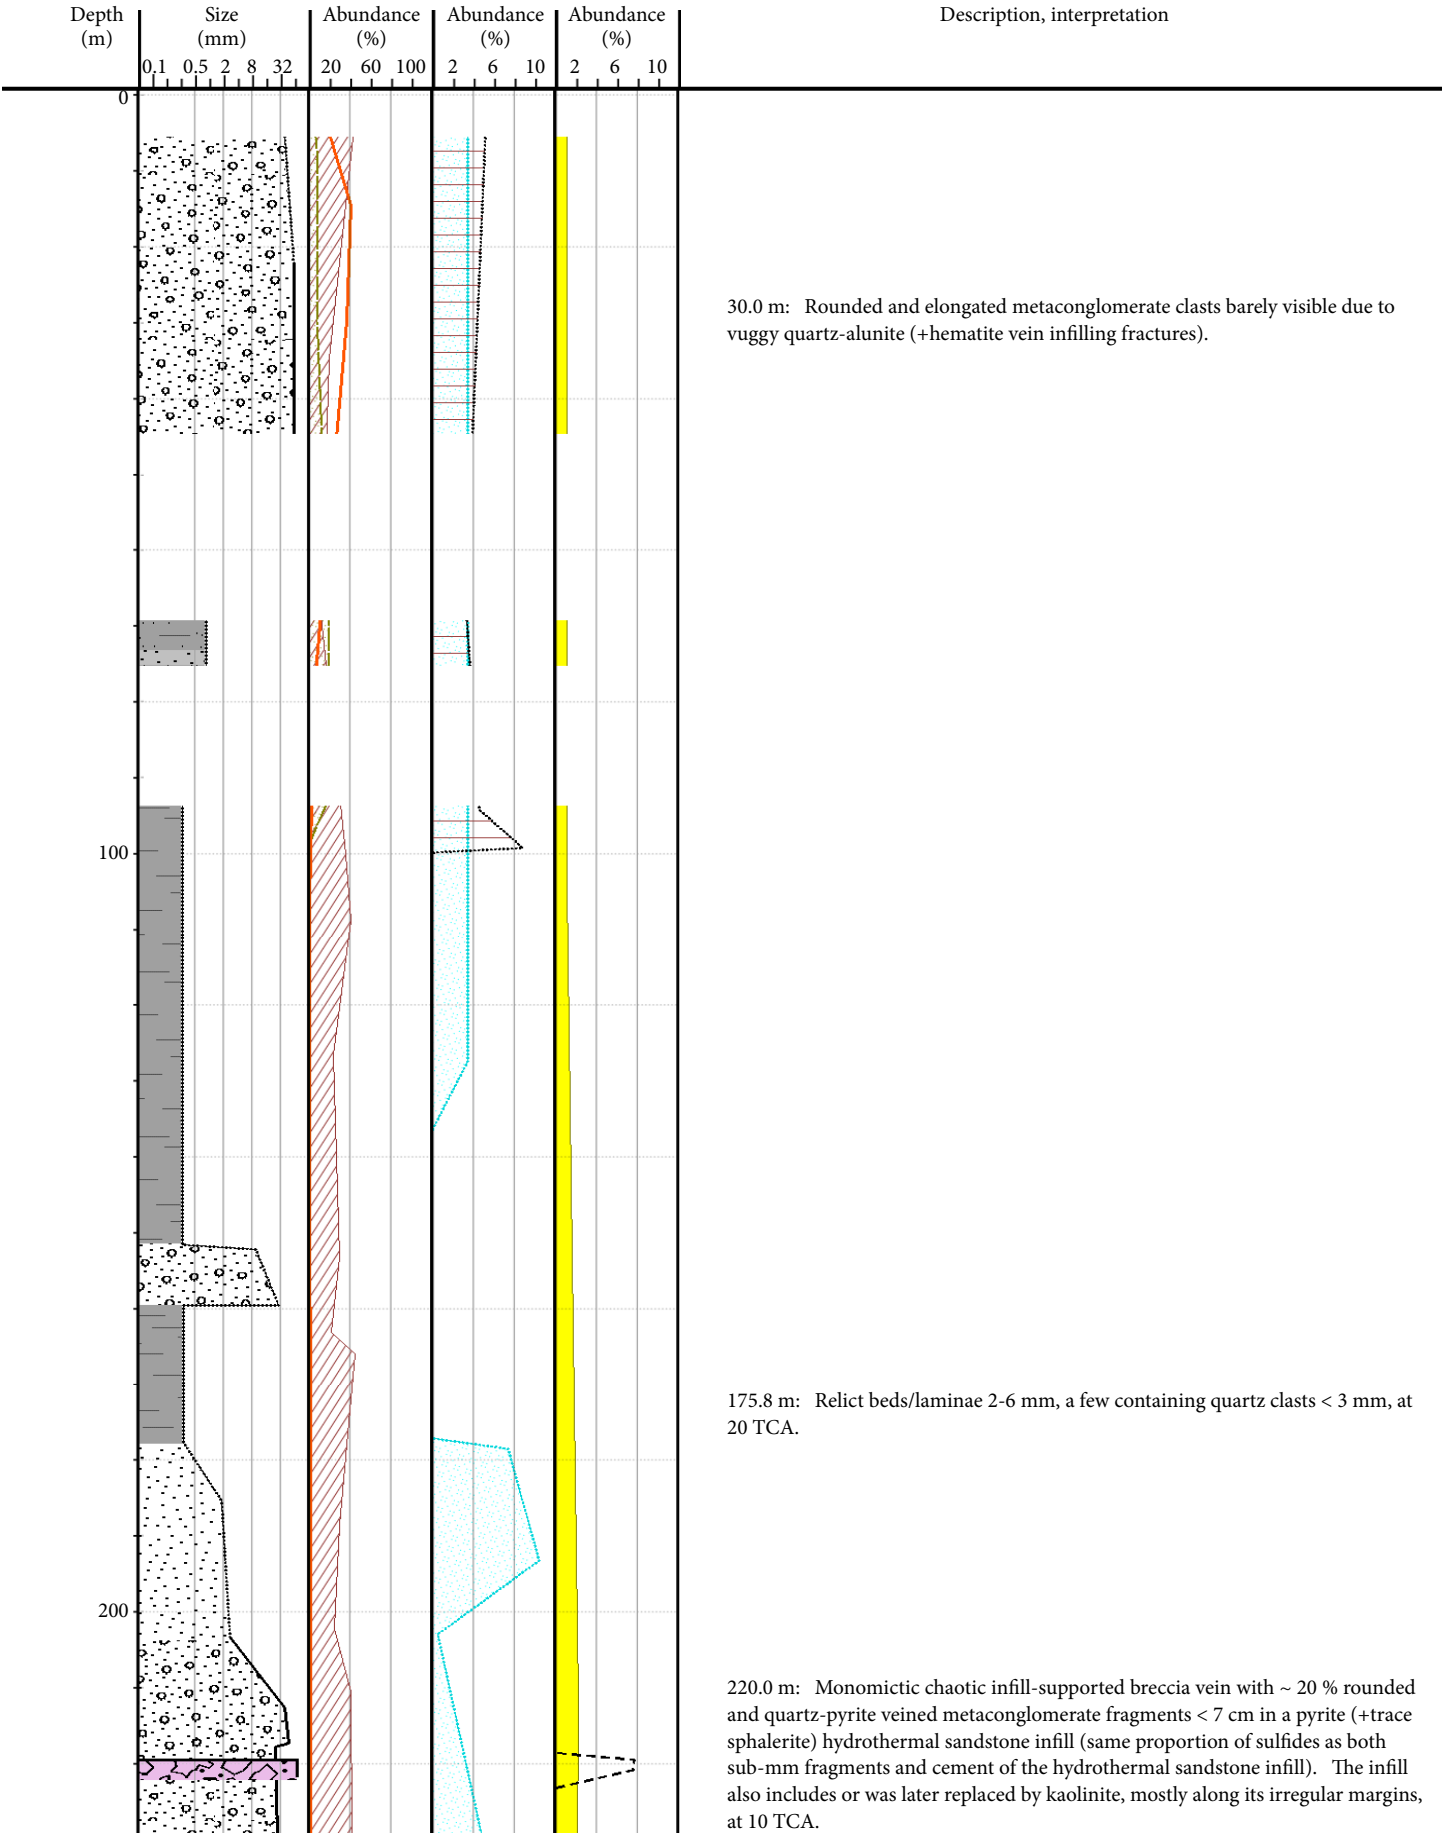 Depth
(m)
Size
(mm)
Abundance
(%)
Abundance
(%)
Abundance
(%)
Description, interpretation
0.1 0.5 2 8 32
20 60 100
2 6 10
2 6 10
0
30.0 m: Rounded and elongated metaconglomerate clasts barely visible due to
vuggy quartz-alunite (+hematite vein infilling fractures).
100
175.8 m: Relict beds/laminae 2-6 mm, a few containing quartz clasts < 3 mm, at
20 TCA.
200
220.0 m: Monomictic chaotic infill-supported breccia vein with ~ 20 % rounded
and quartz-pyrite veined metaconglomerate fragments < 7 cm in a pyrite (+trace
sphalerite) hydrothermal sandstone infill (same proportion of sulfides as both
sub-mm fragments and cement of the hydrothermal sandstone infill). The infill
also includes or was later replaced by kaolinite, mostly along its irregular margins,
at 10 TCA.